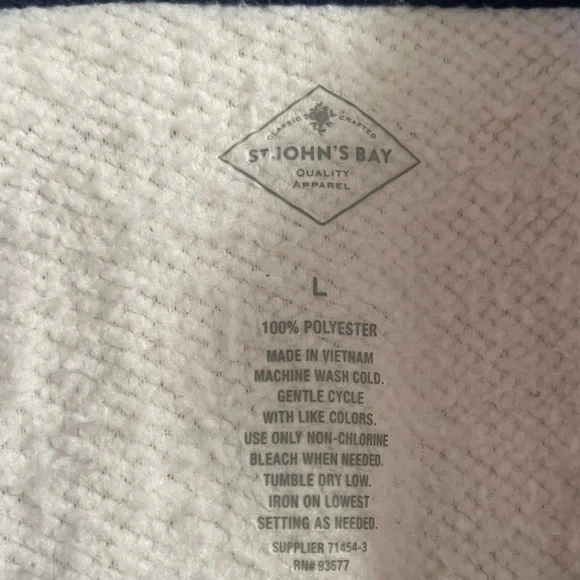 CLASSIC CRAFTED
ST.JOHN'S BAY
QUALITY
APPAREL
L
100% POLYESTER
MADE IN VIETNAM
MACHINE WASH COLD.
GENTLE CYCLE
WITH LIKE COLORS.
USE ONLY NON-CHLORINE
BLEACH WHEN NEEDED.
TUMBLE DRY LOW.
IRON ON LOWEST
SETTING AS NEEDED.
SUPPLIER 71454-3
RN# 93677